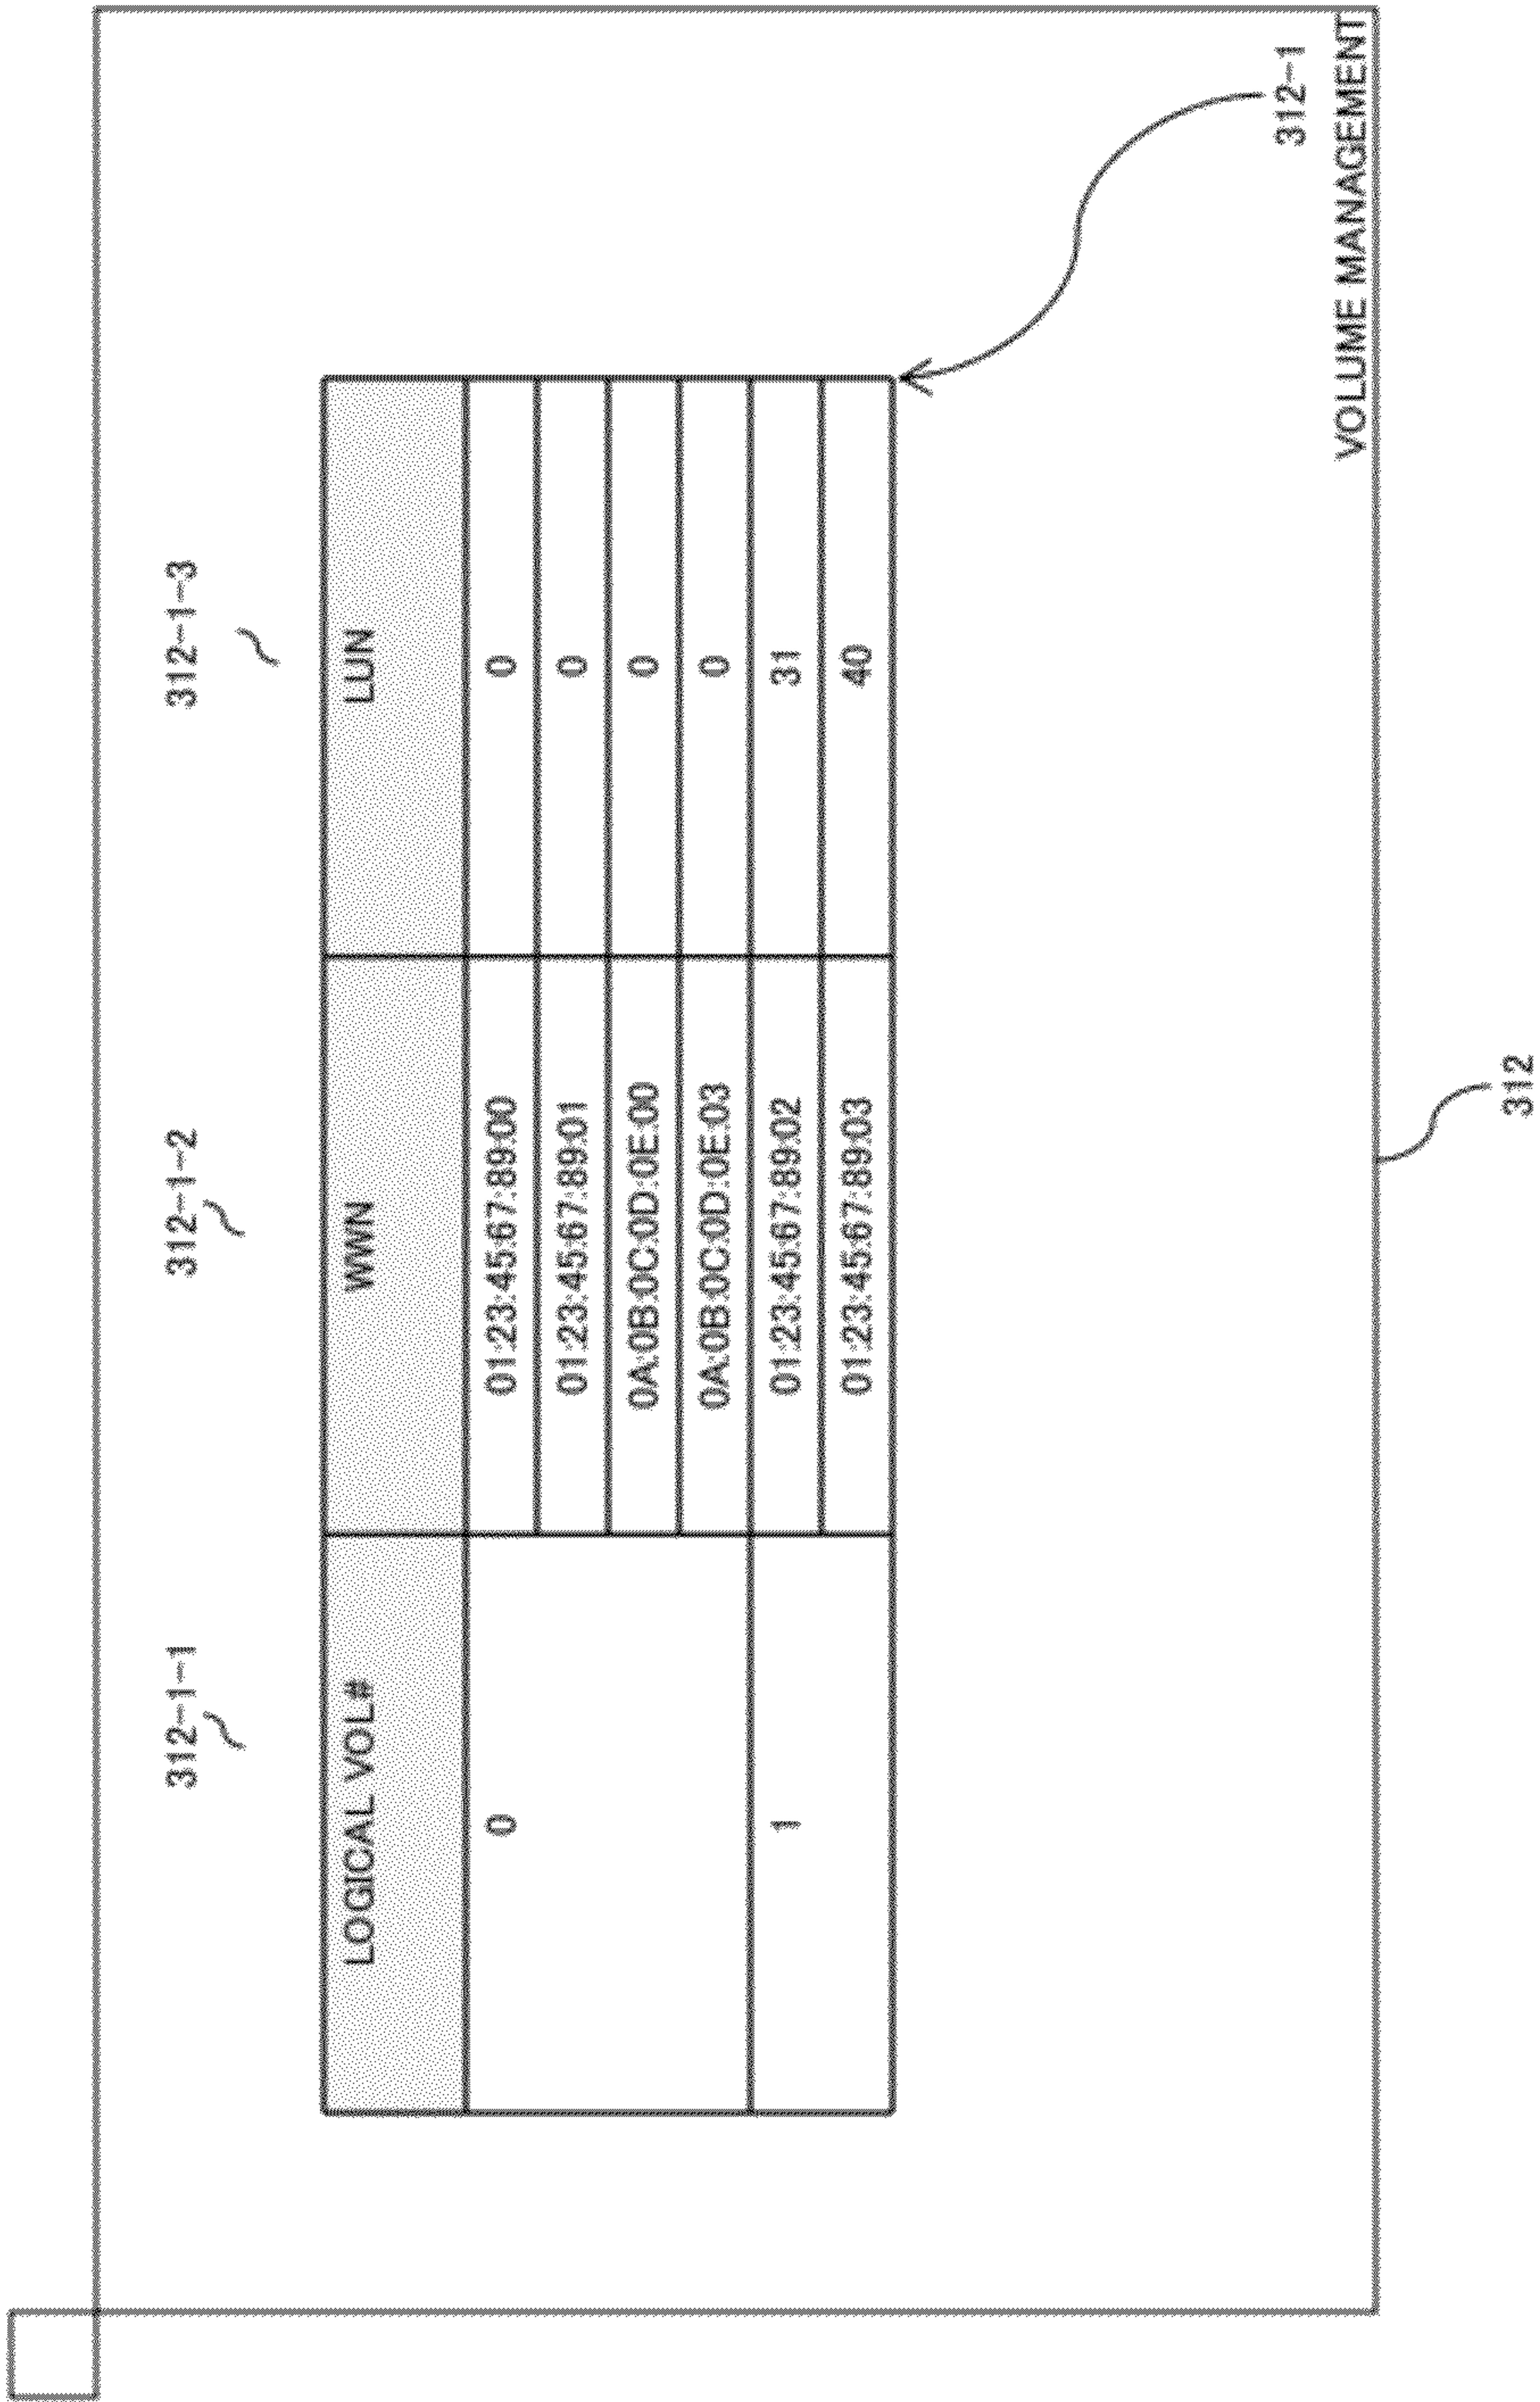 312-1-1 312-1-2 312-1-3
LOGICAL VOL# WWN LUN
0 01:23:45:67:89:00 0
01:23:45:67:89:01 0
0A:0B:0C:0D:0E:00 0
0A:0B:0C:0D:0E:03 0
1 01:23:45:67:89:02 31
01:23:45:67:89:03 40
312-1
VOLUME MANAGEMENT
312